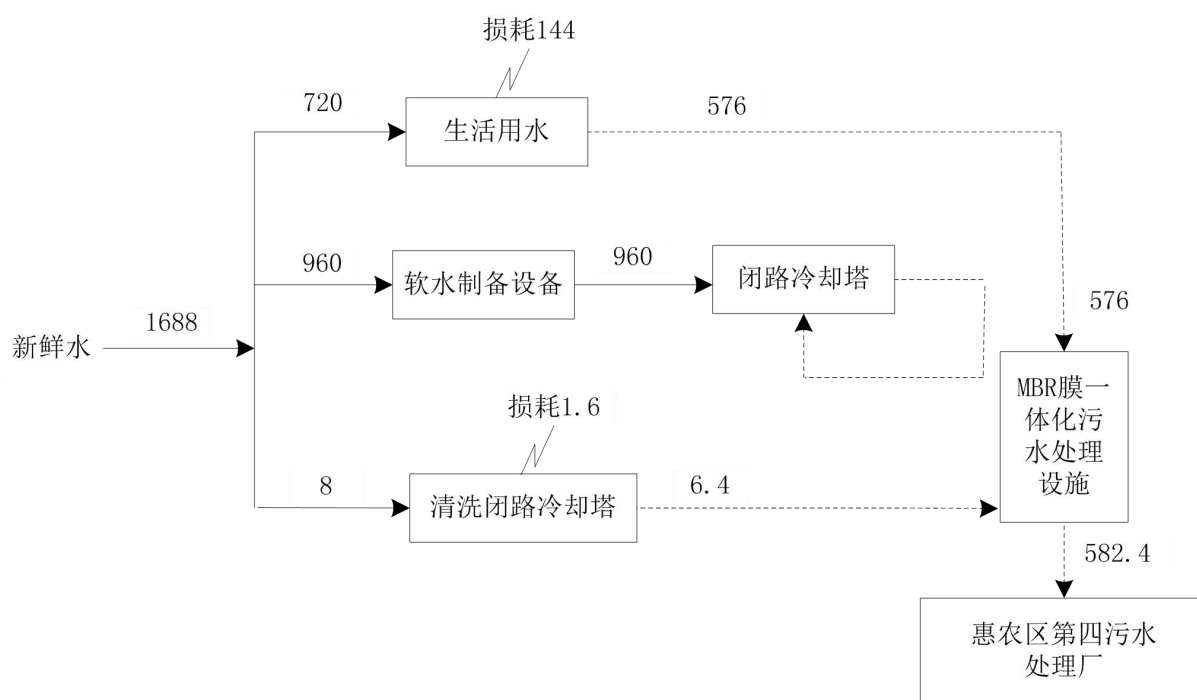 损耗144
720
生活用水
576
960
软水制备设备
960
闭路冷却塔
576
1688
新鲜水
MBR膜一
体化污
水处理
设施
损耗1.6
8
清洗闭路冷却塔
6.4
582.4
惠农区第四污水
处理厂